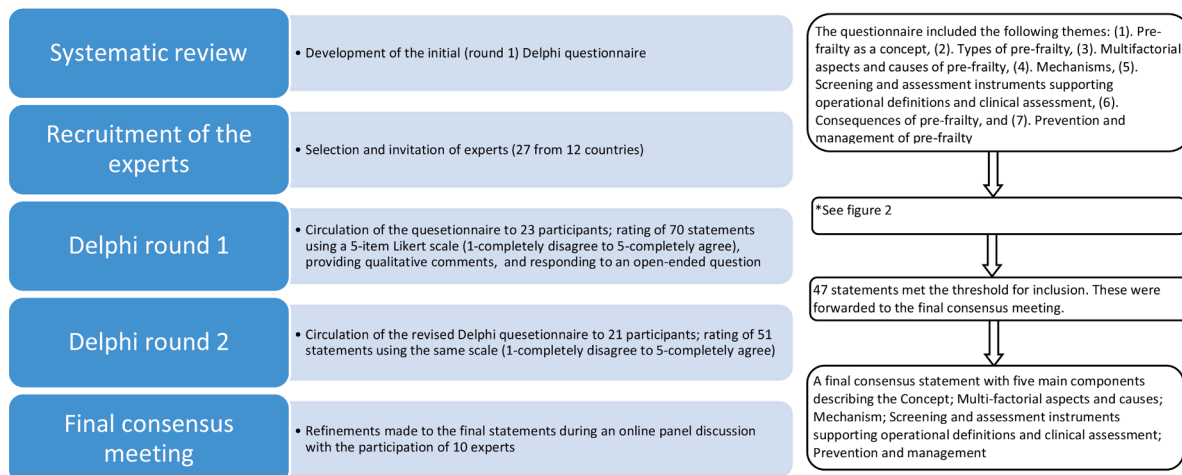 Systematic review
• Development of the initial (round 1) Delphi questionnaire
Recruitment of the
experts
• Selection and invitation of experts (27 from 12 countries)
Delphi round 1
• Circulation of the quesetionnaire to 23 participants; rating of 70 statements
using a 5-item Likert scale (1-completely disagree to 5-completely agree),
providing qualitative comments, and responding to an open-ended question
Delphi round 2
• Circulation of the revised Delphi quesetionnaire to 21 participants; rating of 51
statements using the same scale (1-completely disagree to 5-completely agree)
Final consensus
meeting
• Refinements made to the final statements during an online panel discussion
with the participation of 10 experts
The questionnaire included the following themes: (1). Pre-
frailty as a concept, (2). Types of pre-frailty, (3). Multifactorial
aspects and causes of pre-frailty, (4). Mechanisms, (5).
Screening and assessment instruments supporting
operational definitions and clinical assessment, (6).
Consequences of pre-frailty, and (7). Prevention and
management of pre-frailty
*See figure 2
47 statements met the threshold for inclusion. These were
forwarded to the final consensus meeting.
A final consensus statement with five main components
describing the Concept; Multi-factorial aspects and causes;
Mechanism; Screening and assessment instruments
supporting operational definitions and clinical assessment;
Prevention and management